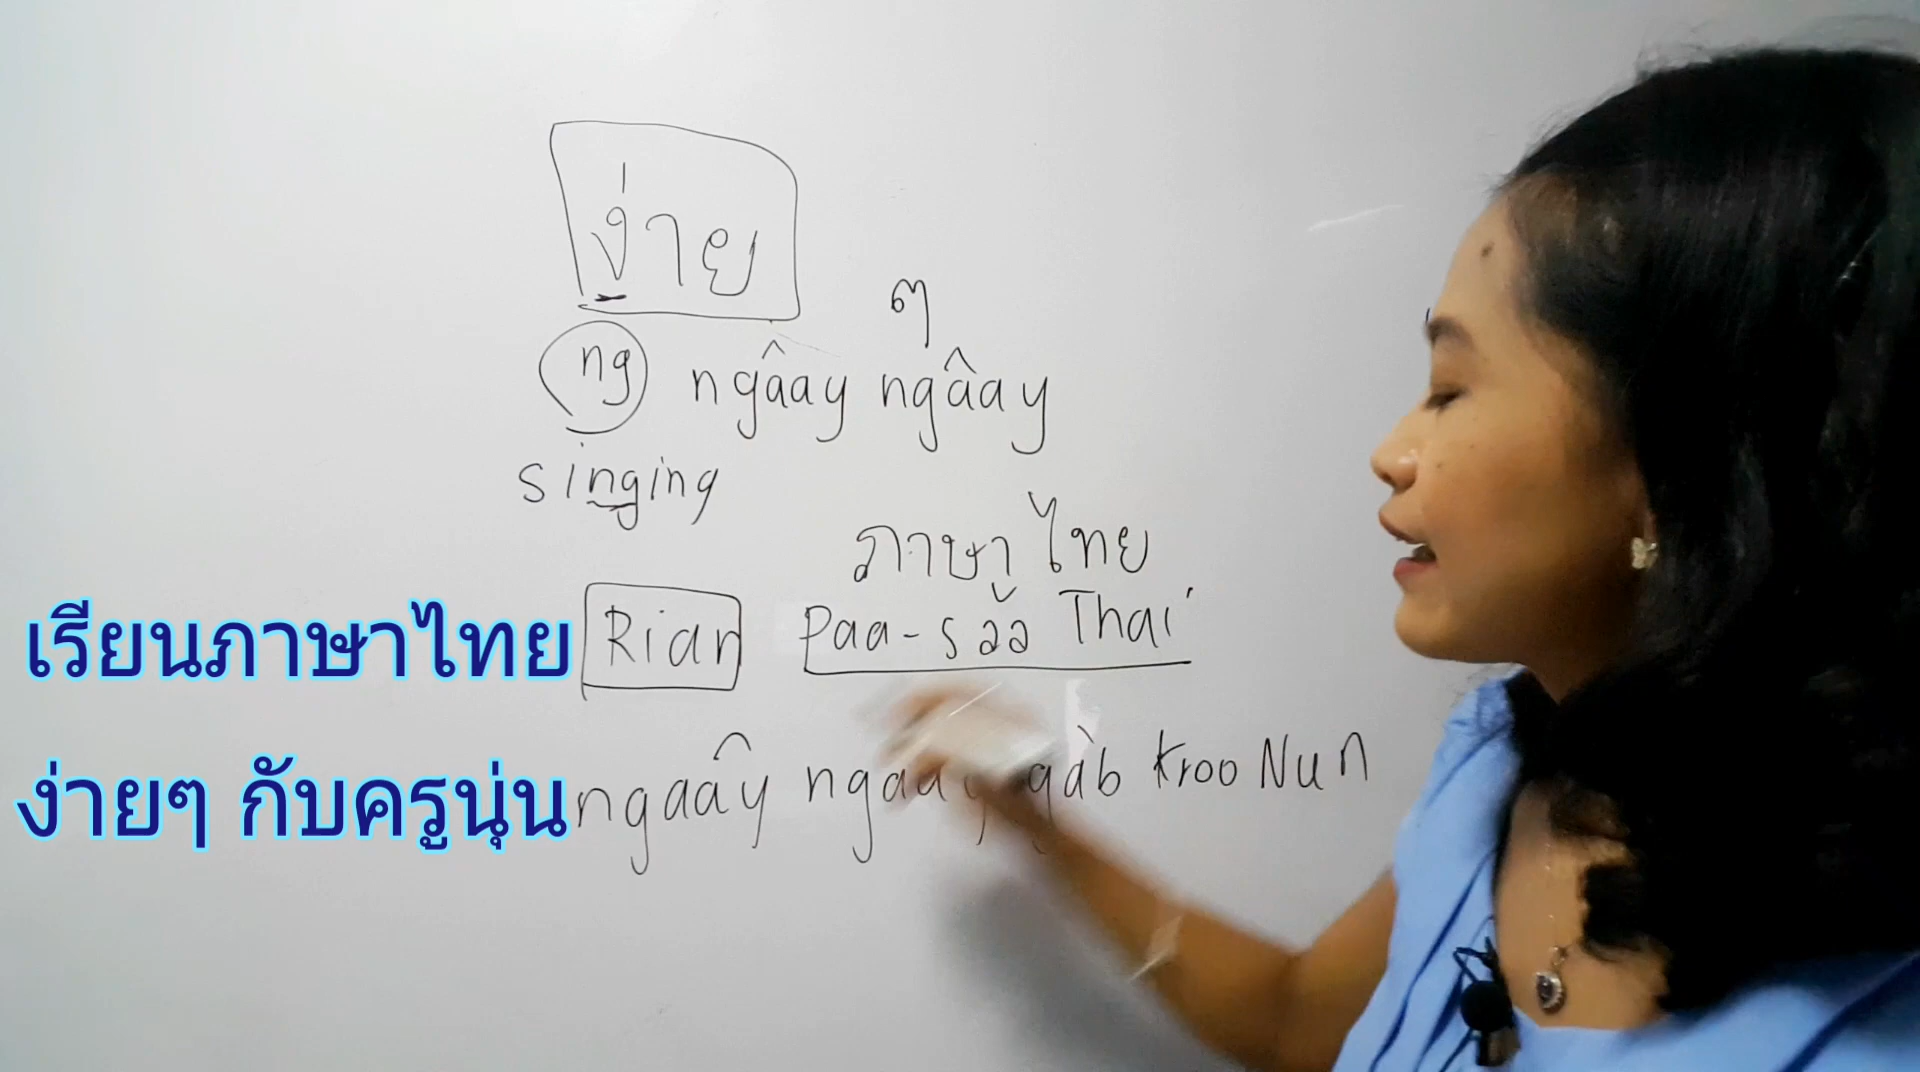 ง่าย
ๆ
ng ngâay ngâay
singing
ภาษาไทย
เรียนภาษาไทย Rian Paa-sǎa Thai
ง่ายๆ กับครูนุ่น ngaây ngaay gàb Kroo Nun